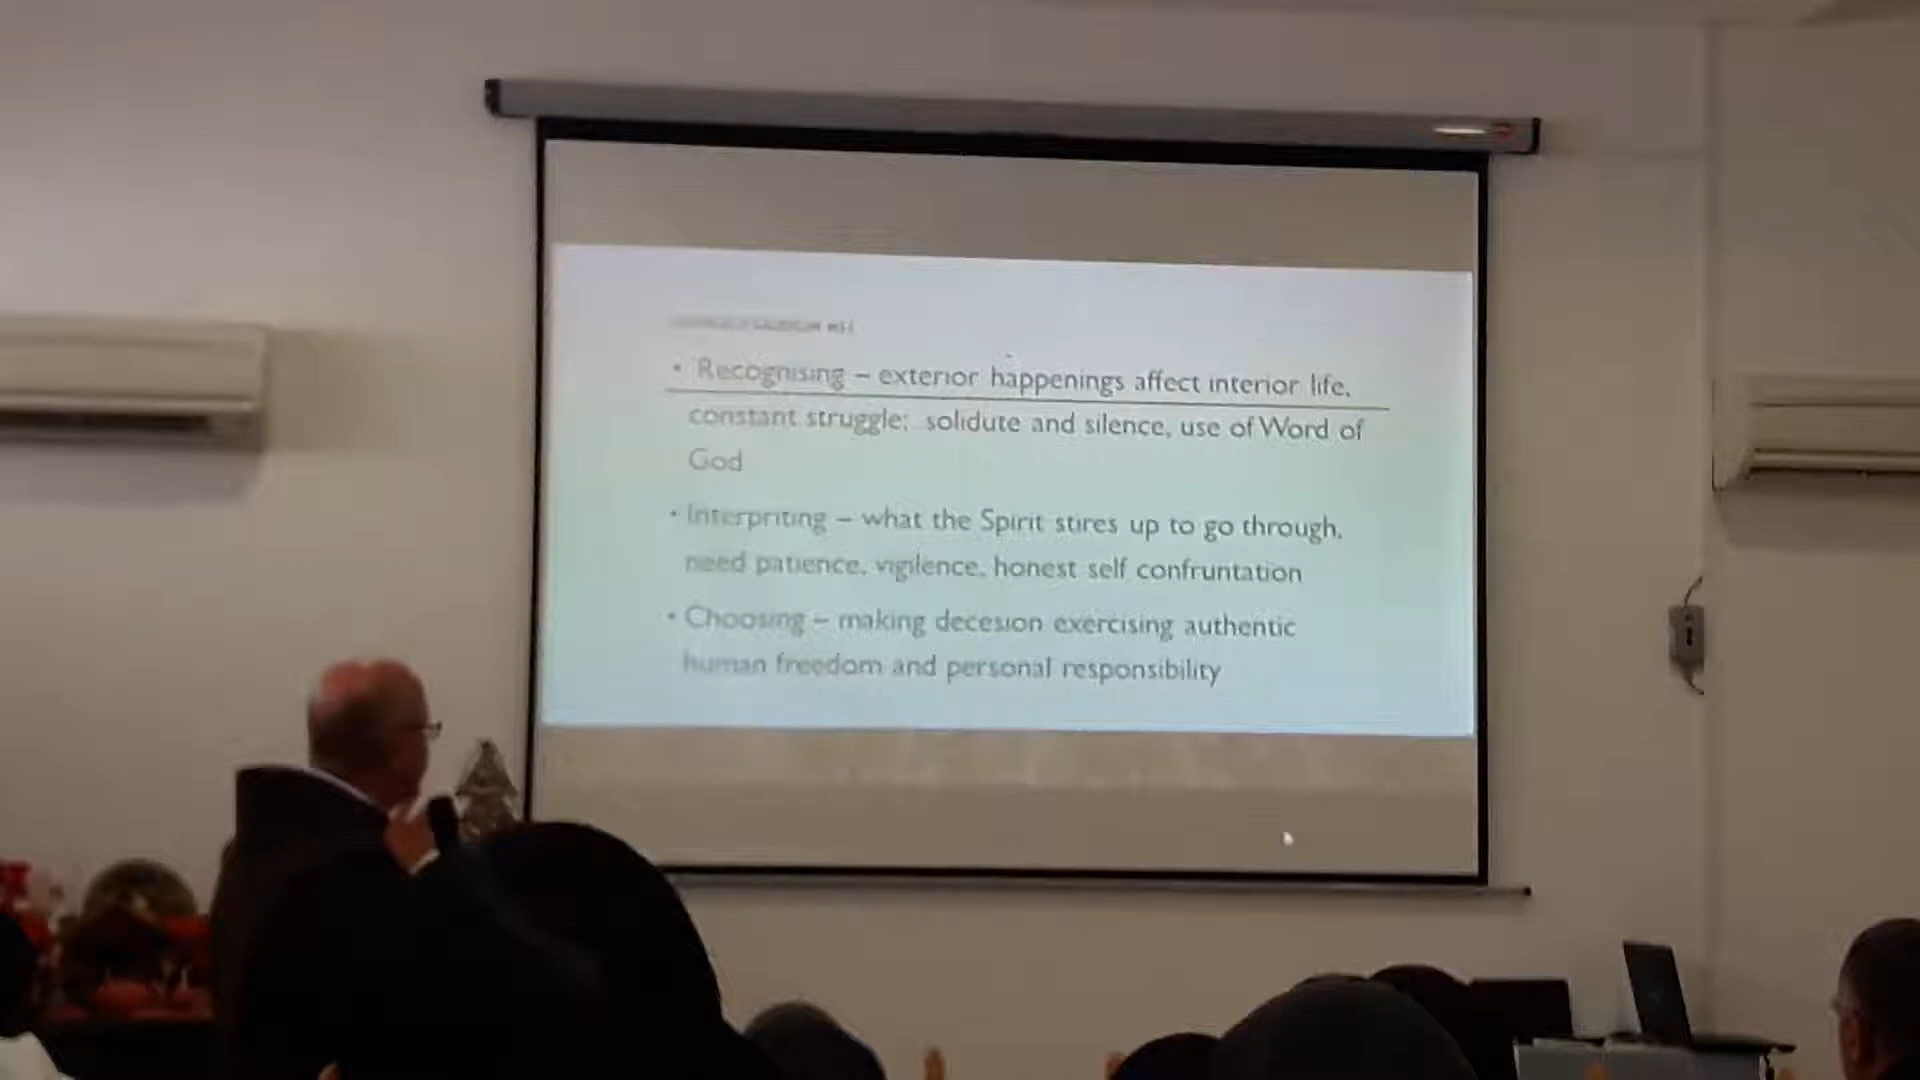 • Recognising – exterior happenings affect interior life,
constant struggle; solidute and silence, use of Word of
God
• Interpriting – what the Spirit stires up to go through,
need patience, vigilence, honest self confruntation
• Choosing – making decesion exercising authentic
human freedom and personal responsibility